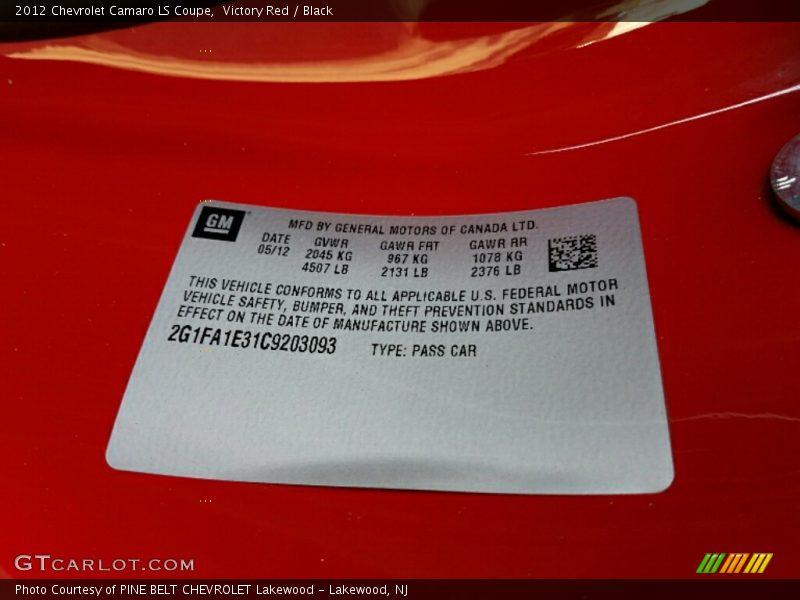 2012 Chevrolet Camaro LS Coupe,  Victory Red / Black
GM
MFD BY GENERAL MOTORS OF CANADA LTD.
DATE GVWR GAWR FRT GAWR RR
05/12 2045 KG 967 KG 1078 KG
4507 LB 2131 LB 2376 LB
THIS VEHICLE CONFORMS TO ALL APPLICABLE U.S. FEDERAL MOTOR
VEHICLE SAFETY, BUMPER, AND THEFT PREVENTION STANDARDS IN
EFFECT ON THE DATE OF MANUFACTURE SHOWN ABOVE.
2G1FA1E31C9203093 TYPE: PASS CAR
GTCARLOT.COM
Photo Courtesy of PINE BELT CHEVROLET Lakewood - Lakewood, NJ